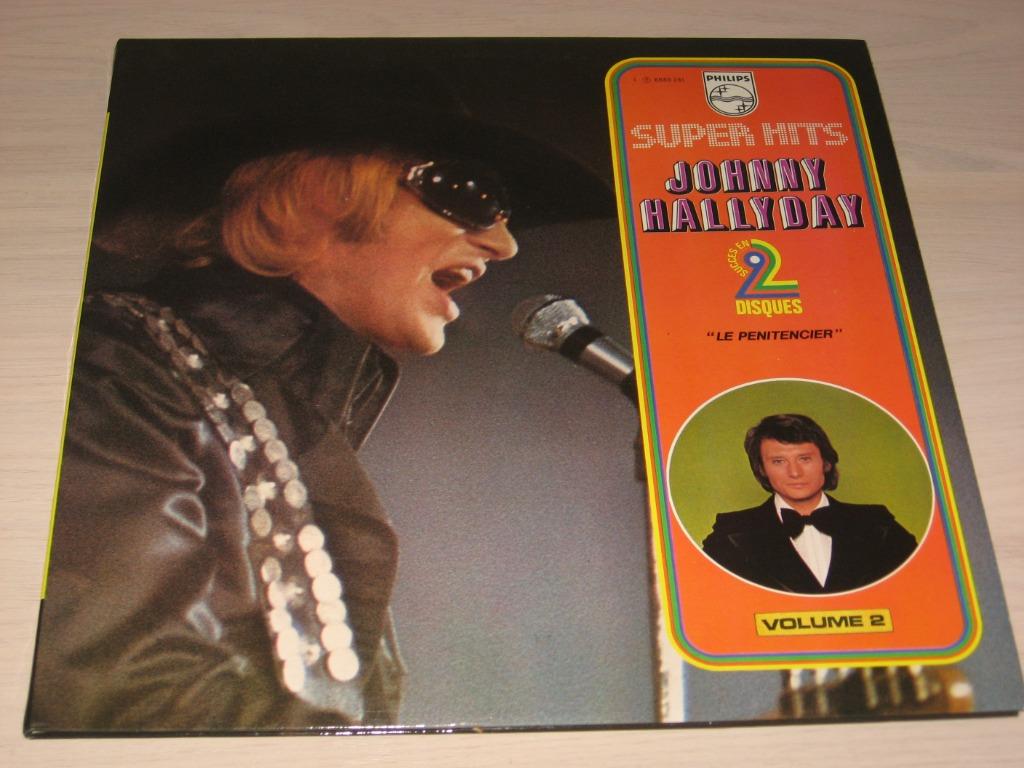 PHILIPS
SUPER HITS
JOHNNY
HALLYDAY
SUCCES EN
2
DISQUES
"LE PENITENCIER"
VOLUME 2